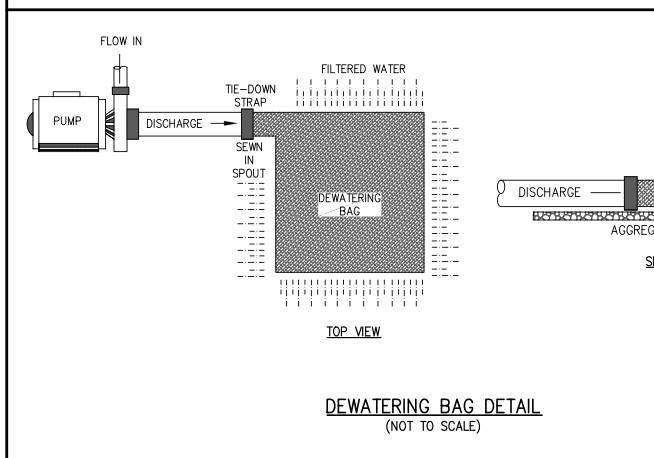 FLOW IN
FILTERED WATER
TIE-DOWN
STRAP
PUMP
DISCHARGE
SEWN
IN
SPOUT
DEWATERING
BAG
DISCHARGE
AGGREG
TOP VIEW
DEWATERING BAG DETAIL
(NOT TO SCALE)